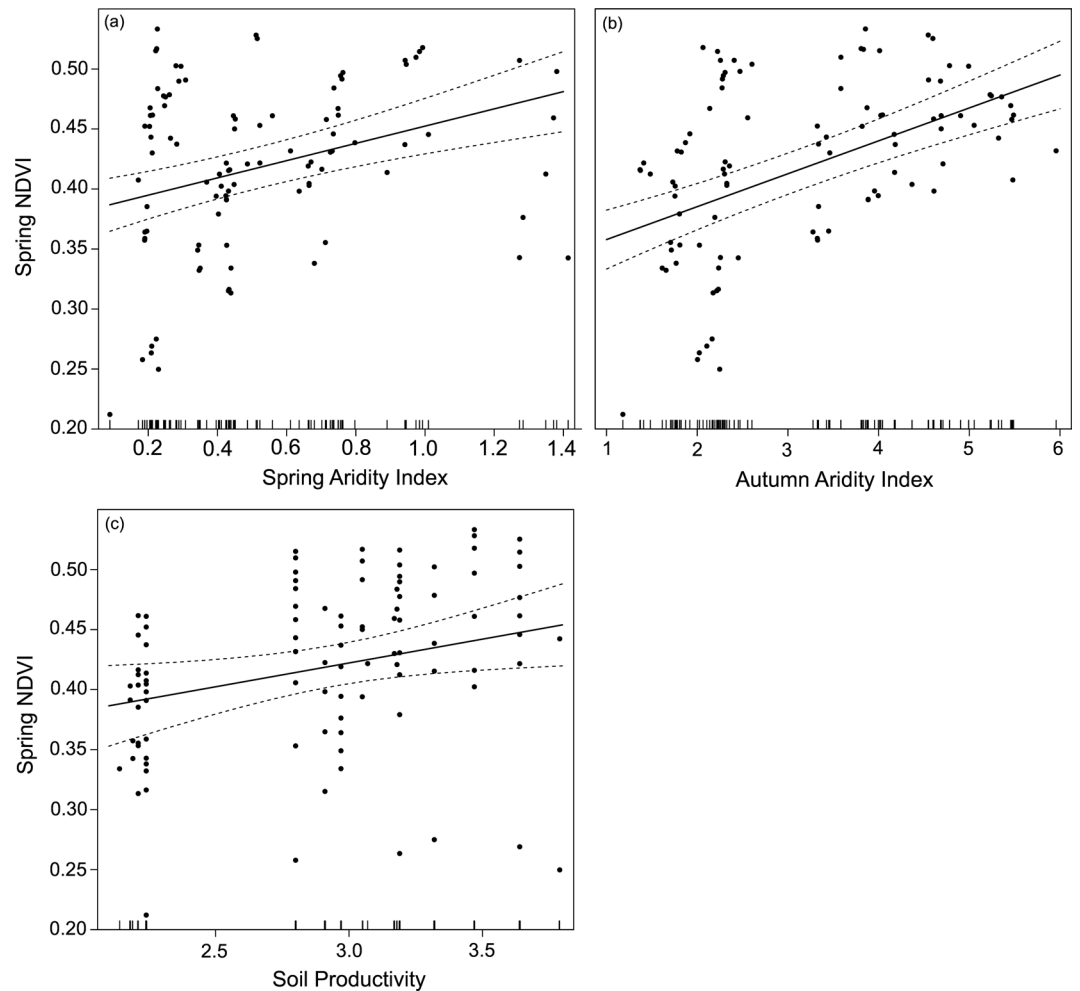 (a)
Spring NDVI
0.50
0.45
0.40
0.35
0.30
0.25
0.20
0.2 0.4 0.6 0.8 1.0 1.2 1.4
Spring Aridity Index
(b)
1 2 3 4 5 6
Autumn Aridity Index
(c)
Spring NDVI
0.50
0.45
0.40
0.35
0.30
0.25
0.20
2.5 3.0 3.5
Soil Productivity